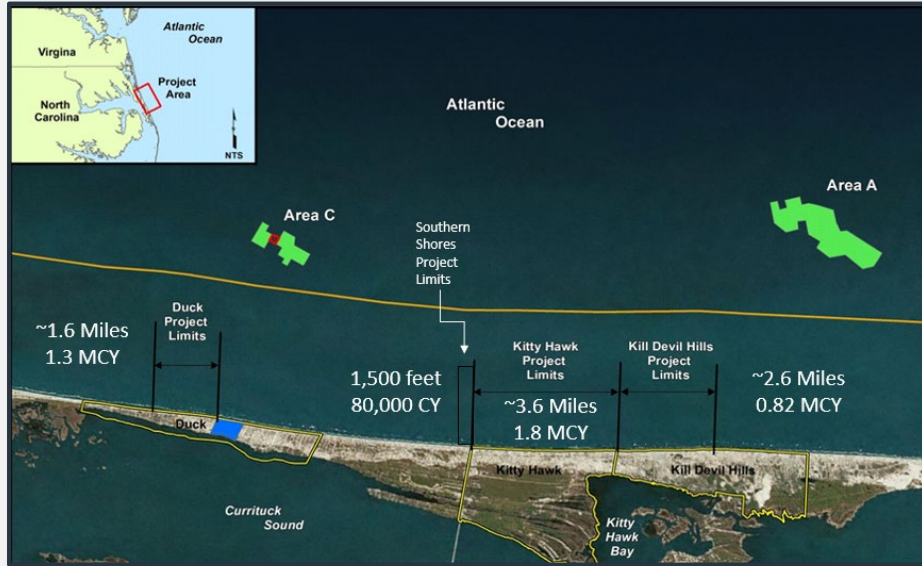 Atlantic
Ocean
Virginia
Project
Area
North
Carolina
NTS
Atlantic
Ocean
Area A
Area C
Southern
Shores
Project
Limits
Duck
Project
Limits
~1.6 Miles
1.3 MCY
1,500 feet
80,000 CY
Kitty Hawk
Project
Limits
~3.6 Miles
1.8 MCY
Kill Devil Hills
Project
Limits
~2.6 Miles
0.82 MCY
Duck
Kitty Hawk
Kill Devil Hills
Currituck
Sound
Kitty
Hawk
Bay